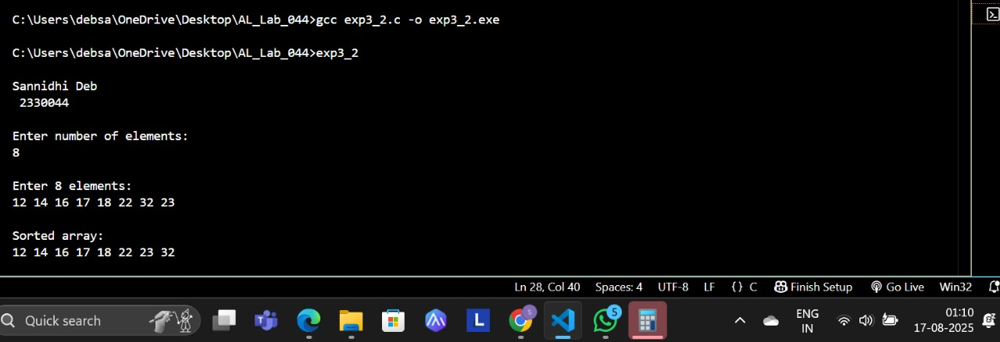 C:\Users\debsa\OneDrive\Desktop\AL_Lab_044>gcc exp3_2.c -o exp3_2.exe
C:\Users\debsa\OneDrive\Desktop\AL_Lab_044>exp3_2
Sannidhi Deb
2330044
Enter number of elements:
8
Enter 8 elements:
12 14 16 17 18 22 32 23
Sorted array:
12 14 16 17 18 22 23 32
Ln 28, Col 40 Spaces: 4 UTF-8 LF {} C Finish Setup Go Live Win32
Quick search
T
L
s
5
ENG
IN
01:10
17-08-2025